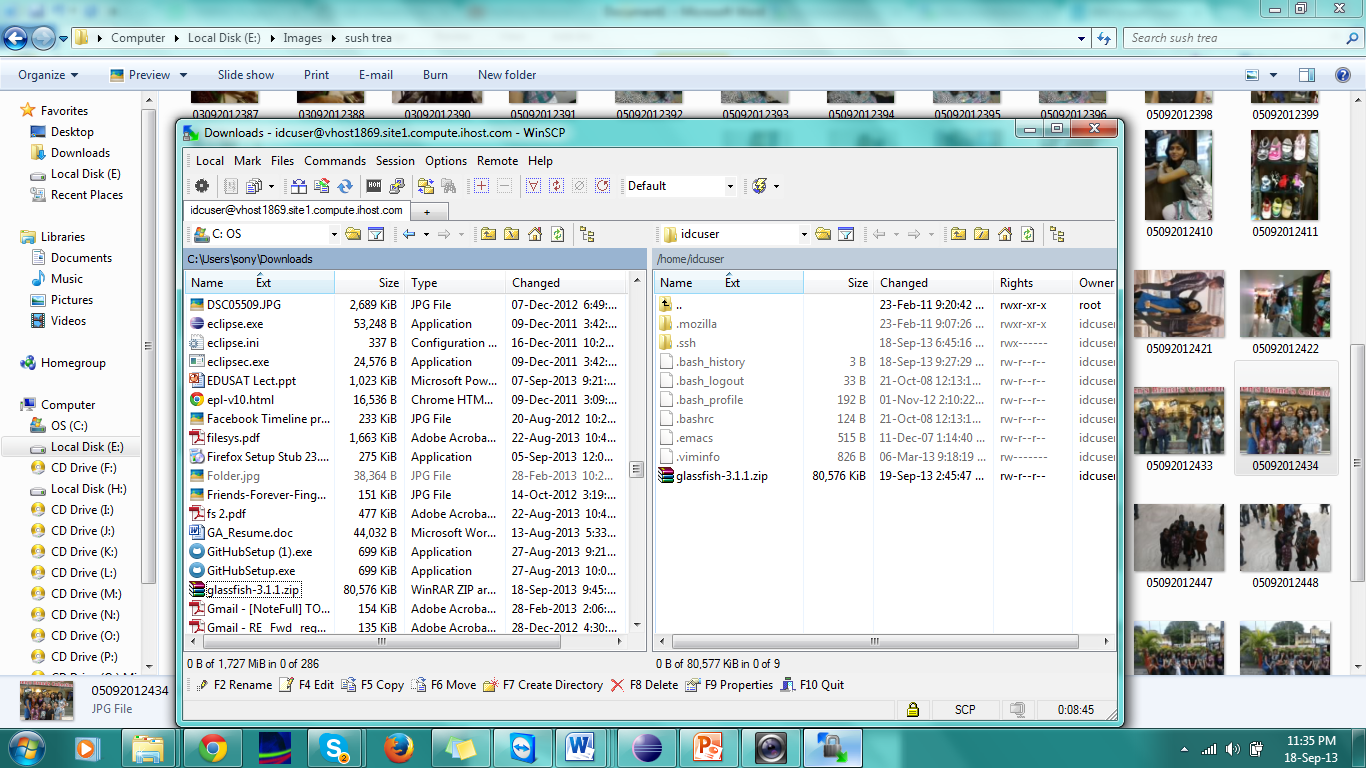 Computer ▸ Local Disk (E:) ▸ Images ▸ sush trea
Search sush trea
Organize Preview Slide show Print E-mail Burn New folder
Favorites
Desktop
Downloads
Local Disk (E)
Recent Places
Libraries
Documents
Music
Pictures
Videos
Homegroup
Computer
OS (C:)
Local Disk (E:)
CD Drive (F:)
Local Disk (H:)
CD Drive (I:)
CD Drive (J:)
CD Drive (K:)
CD Drive (L:)
CD Drive (M:)
CD Drive (N:)
CD Drive (O:)
CD Drive (P:)
03092012387 03092012388 05092012390 05092012391 05092012392 05092012393 05092012394 05092012395 05092012396 05092012398 05092012399
05092012410 05092012411
05092012421 05092012422
05092012433 05092012434
05092012447 05092012448
Downloads - idcuser@vhost1869.site1.compute.ihost.com - WinSCP
Local Mark Files Commands Session Options Remote Help
Default
idcuser@vhost1869.site1.compute.ihost.com +
C: OS
C:\Users\sony\Downloads
Name Ext Size Type Changed
DSC05509.JPG 2,689 KiB JPG File 07-Dec-2012 6:49:...
eclipse.exe 53,248 B Application 09-Dec-2011 3:42:...
eclipse.ini 337 B Configuration ... 16-Dec-2011 10:2...
eclipsec.exe 24,576 B Application 09-Dec-2011 3:42:...
EDUSAT Lect.ppt 1,023 KiB Microsoft Pow... 07-Sep-2013 9:21:...
epl-v10.html 16,536 B Chrome HTM... 09-Dec-2011 3:09:...
Facebook Timeline pr... 233 KiB JPG File 20-Aug-2012 10:2...
filesys.pdf 1,663 KiB Adobe Acroba... 22-Aug-2013 10:4...
Firefox Setup Stub 23.... 275 KiB Application 05-Sep-2013 12:0...
Folder.jpg 38,364 B JPG File 28-Feb-2013 10:2...
Friends-Forever-Fing... 151 KiB JPG File 14-Oct-2012 3:19:...
fs 2.pdf 477 KiB Adobe Acroba... 22-Aug-2013 10:4...
GA_Resume.doc 44,032 B Microsoft Wor... 13-Aug-2013 5:33...
GitHubSetup (1).exe 699 KiB Application 27-Aug-2013 9:21...
GitHubSetup.exe 699 KiB Application 27-Aug-2013 10:0...
glassfish-3.1.1.zip 80,576 KiB WinRAR ZIP ar... 18-Sep-2013 9:45:...
Gmail - [NoteFull] TO... 154 KiB Adobe Acroba... 28-Feb-2013 2:06:...
Gmail - RE_Fwd_req... 135 KiB Adobe Acroba... 28-Dec-2012 4:30:...
0 B of 1,727 MiB in 0 of 286
idcuser
/home/idcuser
Name Ext Size Changed Rights Owner
.. 23-Feb-11 9:20:42 ... rwxr-xr-x root
.mozilla 23-Feb-11 9:07:26 ... rwxr-xr-x idcuser
.ssh 18-Sep-13 6:45:16 ... rwx------ idcuser
.bash_history 3 B 18-Sep-13 9:27:29 ... rw-r--r-- idcuser
.bash_logout 33 B 21-Oct-08 12:13:1... rw-r--r-- idcuser
.bash_profile 192 B 01-Nov-12 2:10:22... rw-r--r-- idcuser
.bashrc 124 B 21-Oct-08 12:13:1... rw-r--r-- idcuser
.emacs 515 B 11-Dec-07 1:14:40 ... rw-r--r-- idcuser
.viminfo 826 B 06-Mar-13 9:18:19 ... rw------- idcuser
glassfish-3.1.1.zip 80,576 KiB 19-Sep-13 2:45:47 ... rw-r--r-- idcuser
0 B of 80,577 KiB in 0 of 9
F2 Rename F4 Edit F5 Copy F6 Move F7 Create Directory F8 Delete F9 Properties F10 Quit
SCP 0:08:45
05092012434
JPG File
11:35 PM
18-Sep-13